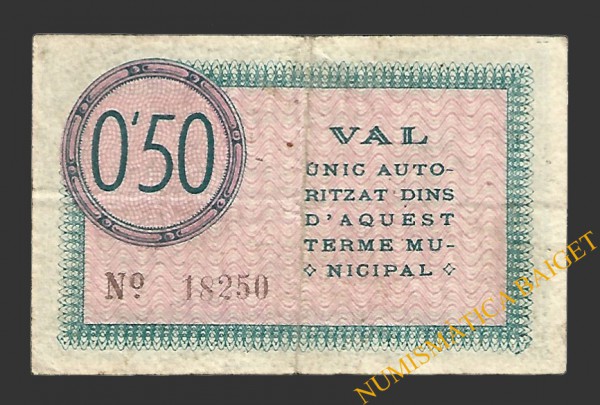 0'50
VAL
ÚNIC AUTO-
RITZAT DINS
D'AQUEST
TERME MU-
NICIPAL
Nº 18250
NUMISMATICA BAIGET